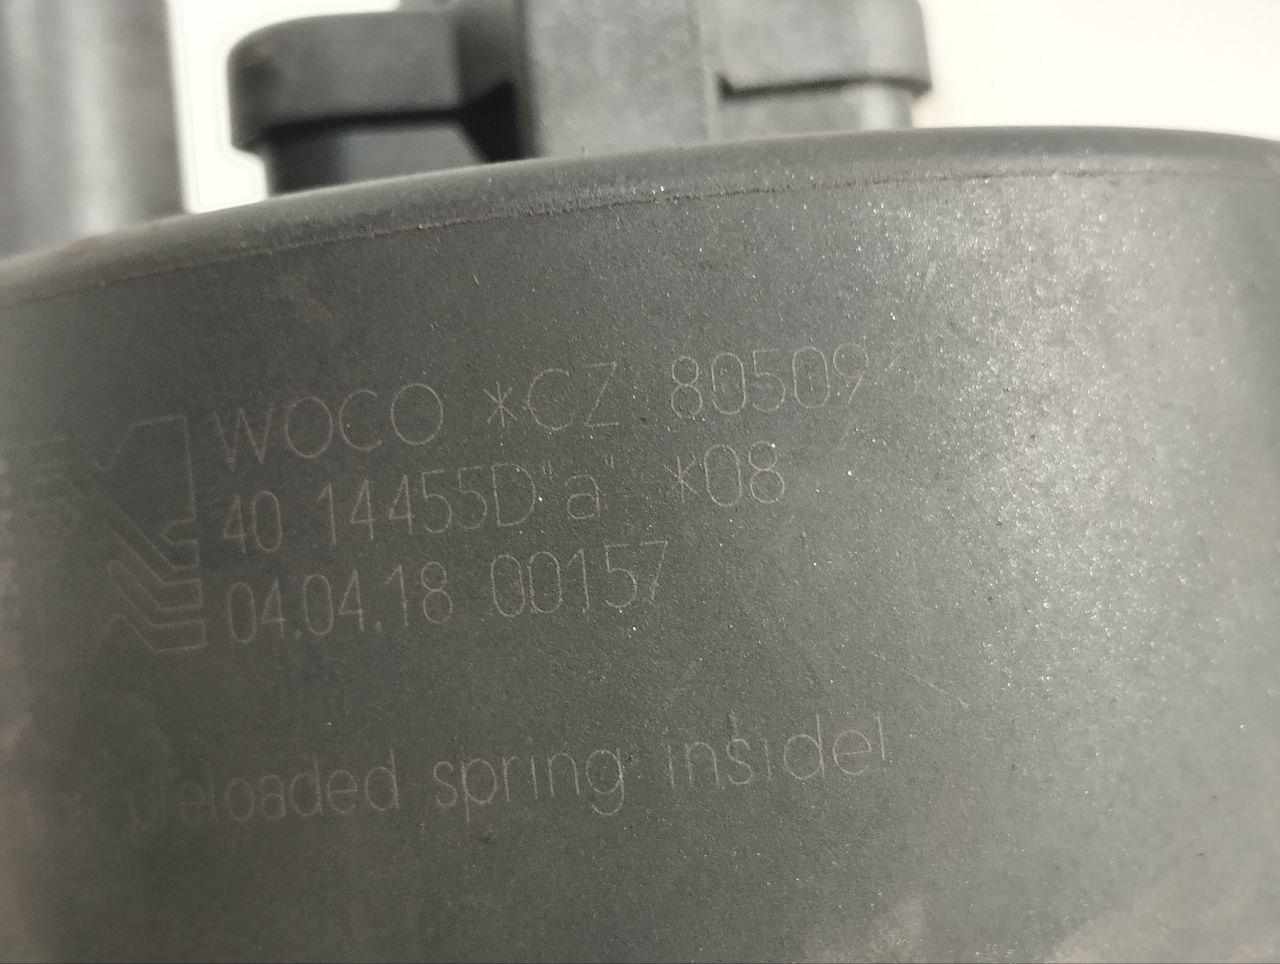 WOCO *CZ 80509
40 14455D"a" *08
04.04.18 00157
preloaded spring inside!